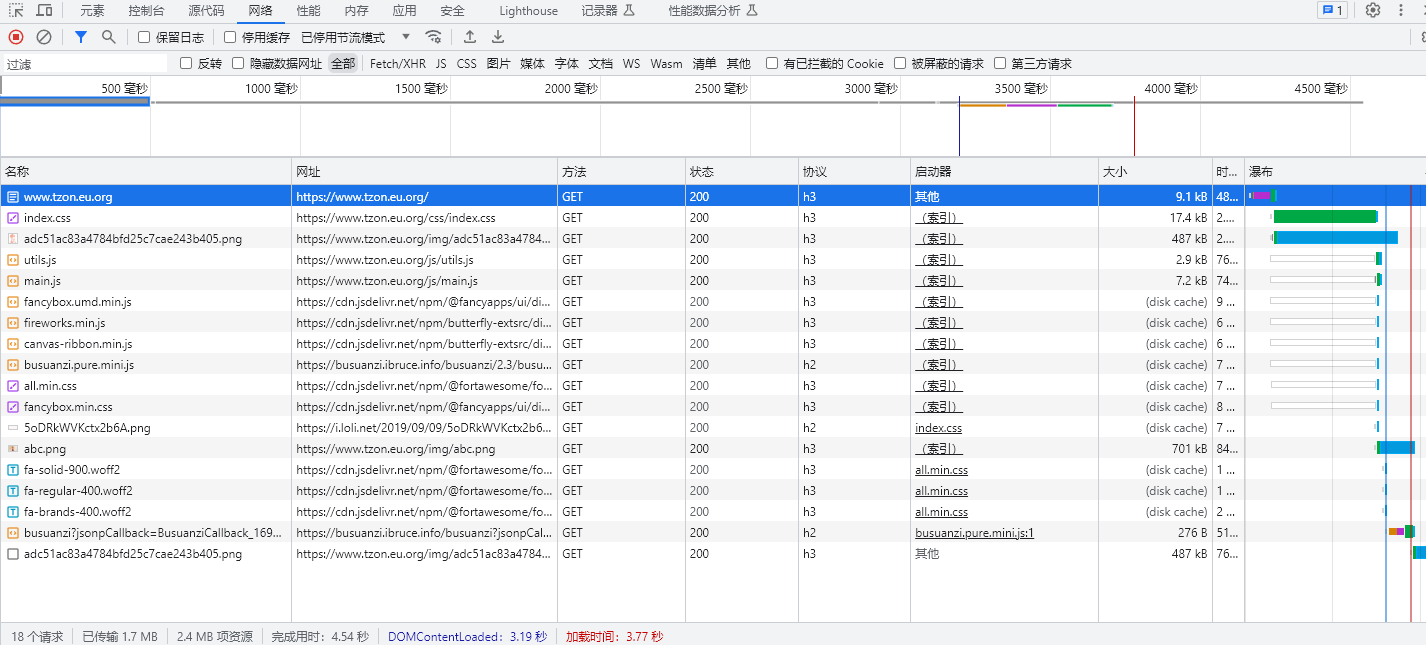 元素 控制台 源代码 网络 性能 内存 应用 安全 Lighthouse 记录器 性能数据分析 1
保留日志 停用缓存 已停用节流模式
过滤 反转 隐藏数据网址 全部 Fetch/XHR JS CSS 图片 媒体 字体 文档 WS Wasm 清单 其他 有已拦截的 Cookie 被屏蔽的请求 第三方请求
500 毫秒 1000 毫秒 1500 毫秒 2000 毫秒 2500 毫秒 3000 毫秒 3500 毫秒 4000 毫秒 4500 毫秒
名称 网址 方法 状态 协议 启动器 大小 时... 瀑布
www.tzon.eu.org https://www.tzon.eu.org/ GET 200 h3 其他 9.1 kB 48...
index.css https://www.tzon.eu.org/css/index.css GET 200 h3 （索引） 17.4 kB 2....
adc51ac83a4784bfd25c7cae243b405.png https://www.tzon.eu.org/img/adc51ac83a4784... GET 200 h3 （索引） 487 kB 2....
utils.js https://www.tzon.eu.org/js/utils.js GET 200 h3 （索引） 2.9 kB 76...
main.js https://www.tzon.eu.org/js/main.js GET 200 h3 （索引） 7.2 kB 74...
fancybox.umd.min.js https://cdn.jsdelivr.net/npm/@fancyapps/ui/di... GET 200 h3 （索引） (disk cache) 9 ...
fireworks.min.js https://cdn.jsdelivr.net/npm/butterfly-extsrc/di... GET 200 h3 （索引） (disk cache) 6 ...
canvas-ribbon.min.js https://cdn.jsdelivr.net/npm/butterfly-extsrc/di... GET 200 h3 （索引） (disk cache) 6 ...
busuanzi.pure.mini.js https://busuanzi.ibruce.info/busuanzi/2.3/busu... GET 200 h2 （索引） (disk cache) 7 ...
all.min.css https://cdn.jsdelivr.net/npm/@fortawesome/fo... GET 200 h3 （索引） (disk cache) 7 ...
fancybox.min.css https://cdn.jsdelivr.net/npm/@fancyapps/ui/di... GET 200 h3 （索引） (disk cache) 8 ...
5oDRkWVKctx2b6A.png https://i.loli.net/2019/09/09/5oDRkWVKctx2b6... GET 200 h2 index.css (disk cache) 7 ...
abc.png https://www.tzon.eu.org/img/abc.png GET 200 h3 （索引） 701 kB 84...
fa-solid-900.woff2 https://cdn.jsdelivr.net/npm/@fortawesome/fo... GET 200 h3 all.min.css (disk cache) 1 ...
fa-regular-400.woff2 https://cdn.jsdelivr.net/npm/@fortawesome/fo... GET 200 h3 all.min.css (disk cache) 1 ...
fa-brands-400.woff2 https://cdn.jsdelivr.net/npm/@fortawesome/fo... GET 200 h3 all.min.css (disk cache) 2 ...
busuanzi?jsonpCallback=BusuanziCallback_169... https://busuanzi.ibruce.info/busuanzi?jsonpCal... GET 200 h2 busuanzi.pure.mini.js:1 276 B 51...
adc51ac83a4784bfd25c7cae243b405.png https://www.tzon.eu.org/img/adc51ac83a4784... GET 200 h3 其他 487 kB 76...
18 个请求 已传输 1.7 MB 2.4 MB 项资源 完成用时：4.54 秒 DOMContentLoaded：3.19 秒 加载时间：3.77 秒